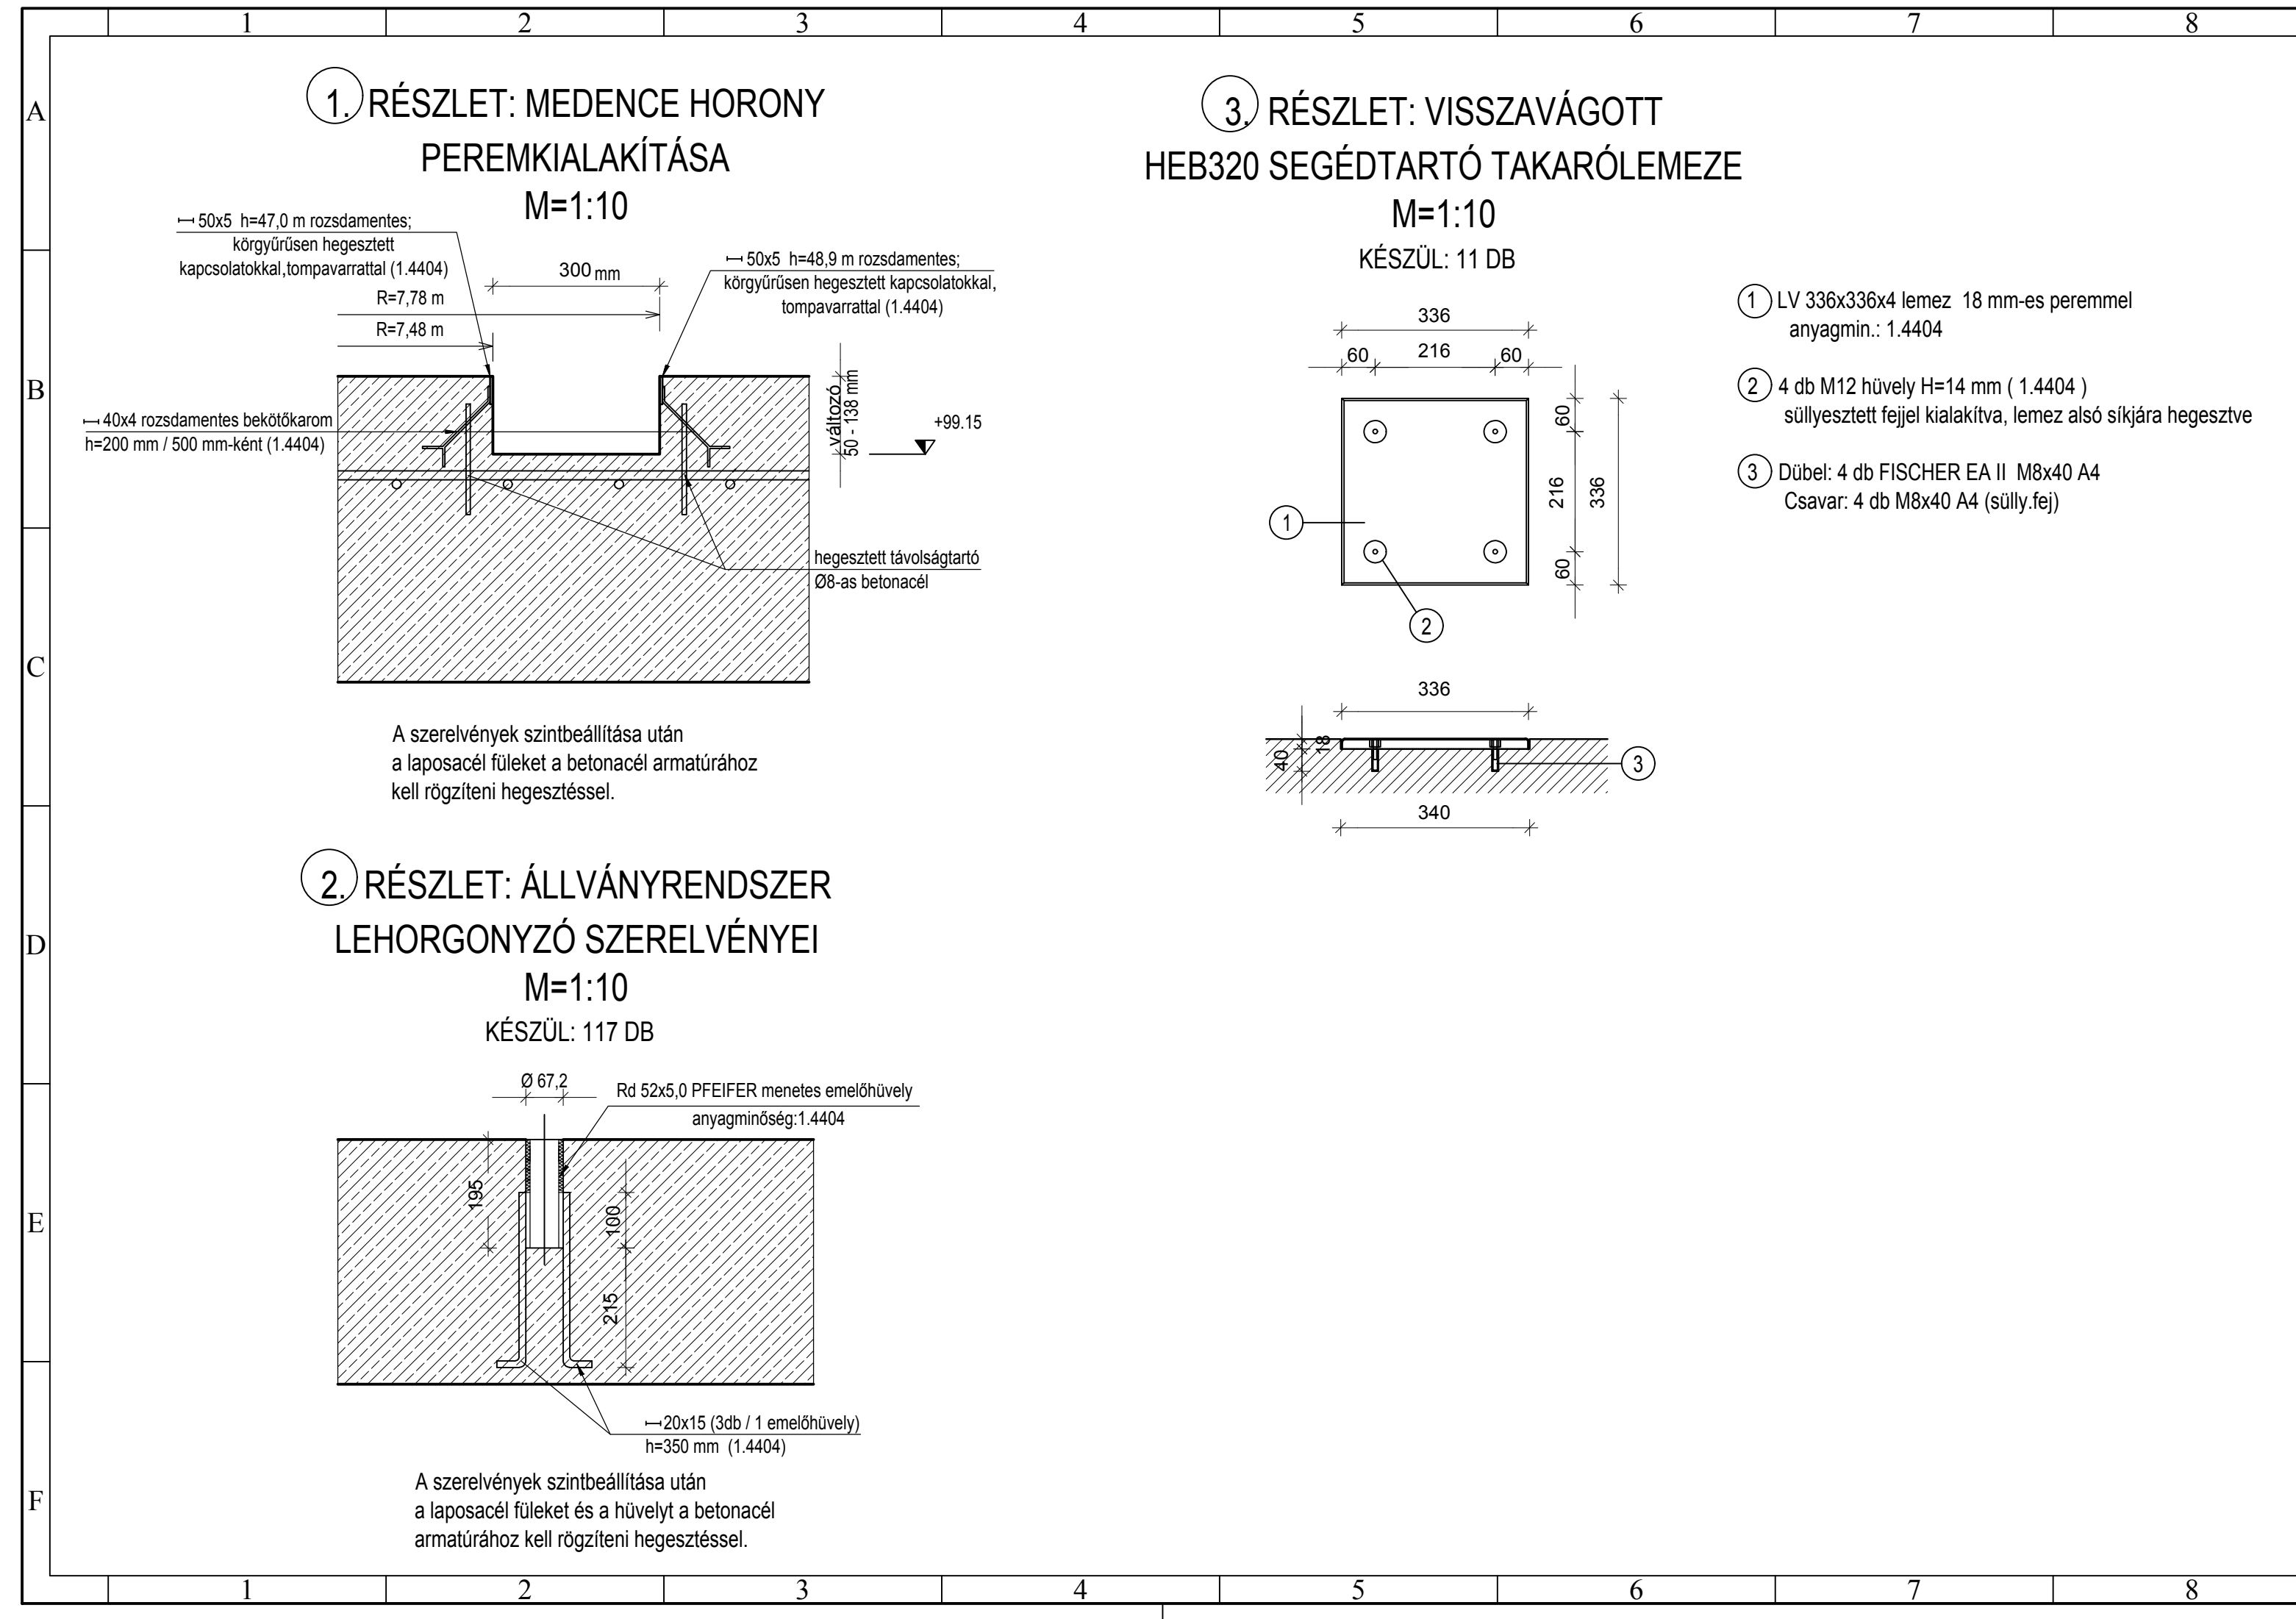 1 2 3 4 5 6 7 8
A
B
C
D
E
F
1. RÉSZLET: MEDENCE HORONY
PEREMKIALAKÍTÁSA
M=1:10
50x5 h=47,0 m rozsdamentes;
körgyűrűsen hegesztett
kapcsolatokkal,tompavarrattal (1.4404)
300 mm
50x5 h=48,9 m rozsdamentes;
körgyűrűsen hegesztett kapcsolatokkal,
tompavarrattal (1.4404)
R=7,78 m
R=7,48 m
változó
50 - 138 mm
+99.15
40x4 rozsdamentes bekötőkarom
h=200 mm / 500 mm-ként (1.4404)
hegesztett távolságtartó
Ø8-as betonacél
A szerelvények szintbeállítása után
a laposacél füleket a betonacél armatúrához
kell rögzíteni hegesztéssel.
2. RÉSZLET: ÁLLVÁNYRENDSZER
LEHORGONYZÓ SZERELVÉNYEI
M=1:10
KÉSZÜL: 117 DB
Ø 67,2
Rd 52x5,0 PFEIFER menetes emelőhüvely
anyagminőség:1.4404
195
100
215
20x15 (3db / 1 emelőhüvely)
h=350 mm (1.4404)
A szerelvények szintbeállítása után
a laposacél füleket és a hüvelyt a betonacél
armatúrához kell rögzíteni hegesztéssel.
3. RÉSZLET: VISSZAVÁGOTT
HEB320 SEGÉDTARTÓ TAKARÓLEMEZE
M=1:10
KÉSZÜL: 11 DB
336
60 216 60
60
216
60
336
1
2
336
18
40
3
340
1 LV 336x336x4 lemez 18 mm-es peremmel
anyagmin.: 1.4404
2 4 db M12 hüvely H=14 mm ( 1.4404 )
süllyesztett fejjel kialakítva, lemez alsó síkjára hegesztve
3 Dübel: 4 db FISCHER EA II M8x40 A4
Csavar: 4 db M8x40 A4 (sülly.fej)
1 2 3 4 5 6 7 8